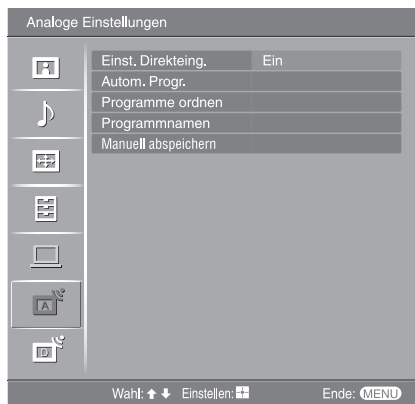 Analoge Einstellungen
Einst. Direkteing. Ein
Autom. Progr.
Programme ordnen
Programmnamen
Manuell abspeichern
A
D
Wahl: Einstellen: Ende: MENU